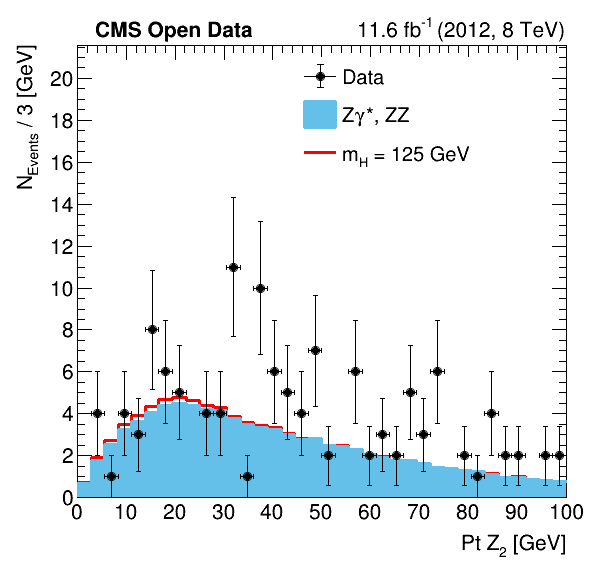 CMS Open Data 11.6 fb⁻¹ (2012, 8 TeV)
N_Events / 3 [GeV]
20
18
16
14
12
10
8
6
4
2
0
Data
Zγ*, ZZ
m_H = 125 GeV
0 10 20 30 40 50 60 70 80 90 100
Pt Z₂ [GeV]